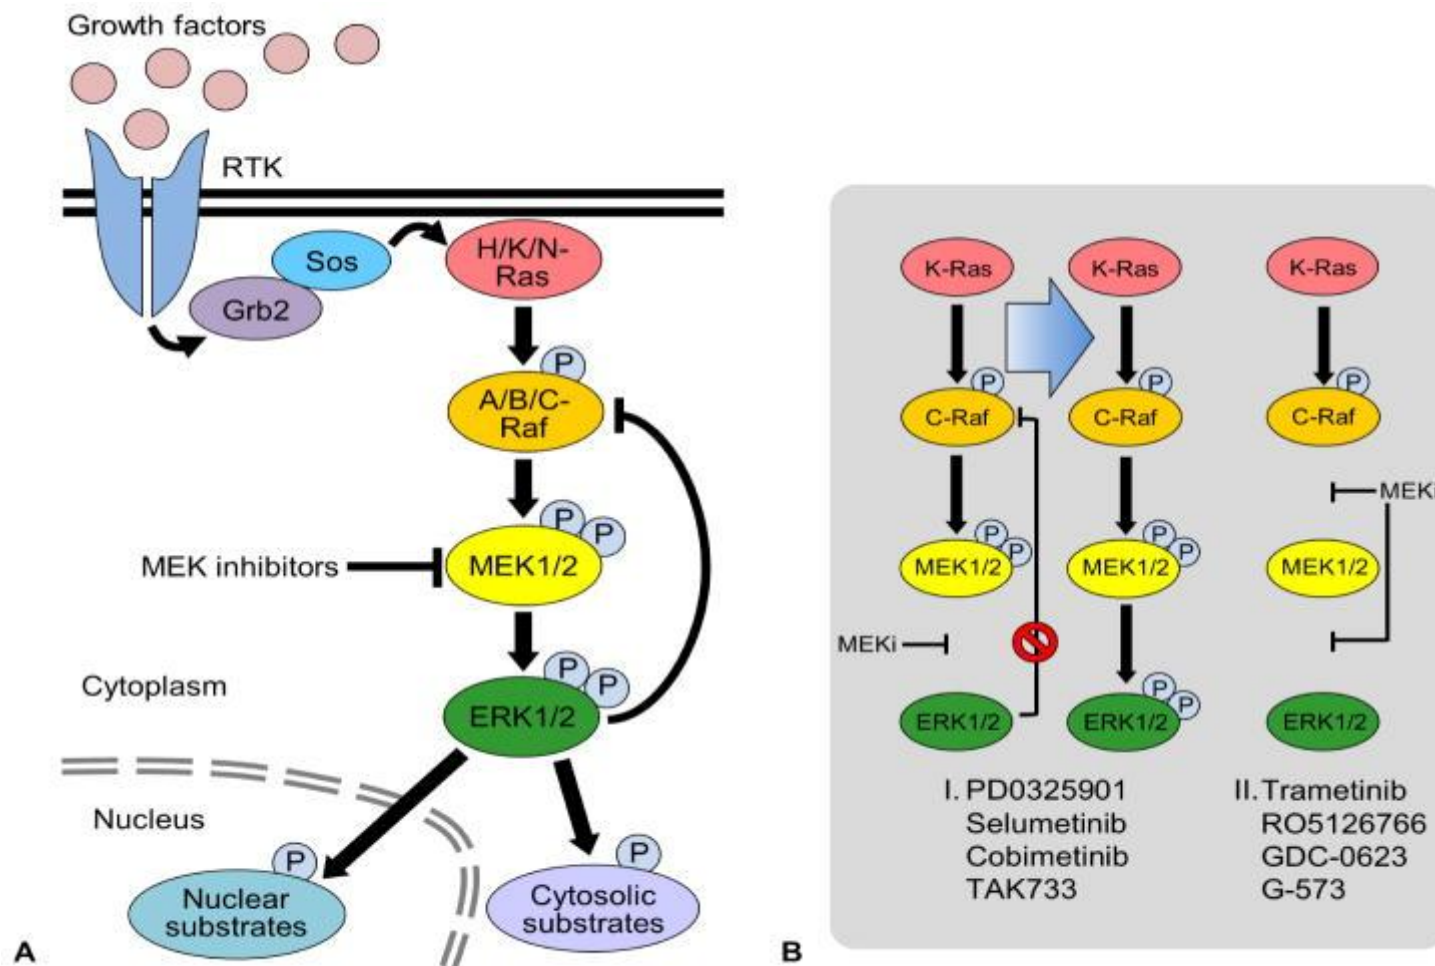 Growth factors
RTK
Sos
H/K/N-
Ras
Grb2
P
A/B/C-
Raf
P
P
MEK inhibitors
MEK1/2
P
P
Cytoplasm
ERK1/2
Nucleus
P
P
Nuclear
substrates
Cytosolic
substrates
A
K-Ras
K-Ras
K-Ras
P
P
P
C-Raf
C-Raf
C-Raf
MEKi
P
P
P
P
MEK1/2
MEK1/2
MEK1/2
MEKi
P
P
ERK1/2
ERK1/2
ERK1/2
I. PD0325901
Selumetinib
Cobimetinib
TAK733
II. Trametinib
RO5126766
GDC-0623
G-573
B